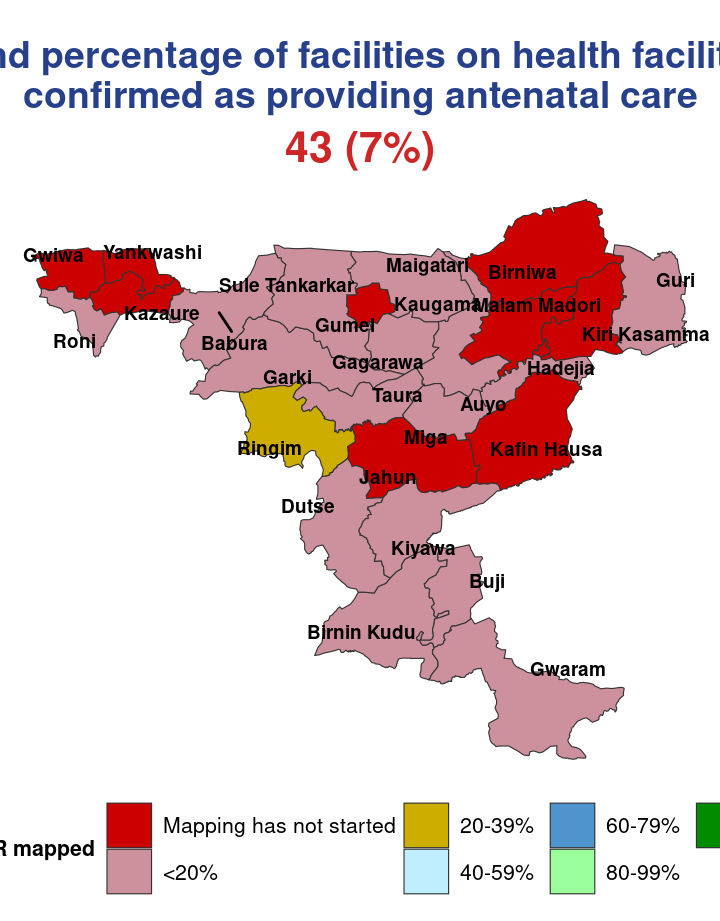 nd percentage of facilities on health facilit
confirmed as providing antenatal care
43 (7%)
Gwiwa
Yankwashi
Maigatari
Birniwa
Guri
Sule Tankarkar
Kaugama
Malam Madori
Kazaure
Gumel
Kiri Kasamma
Roni
Babura
Gagarawa
Hadejia
Garki
Taura
Auyo
Miga
Ringim
Kafin Hausa
Jahun
Dutse
Kiyawa
Buji
Birnin Kudu
Gwaram
R mapped
Mapping has not started
20-39%
60-79%
<20%
40-59%
80-99%